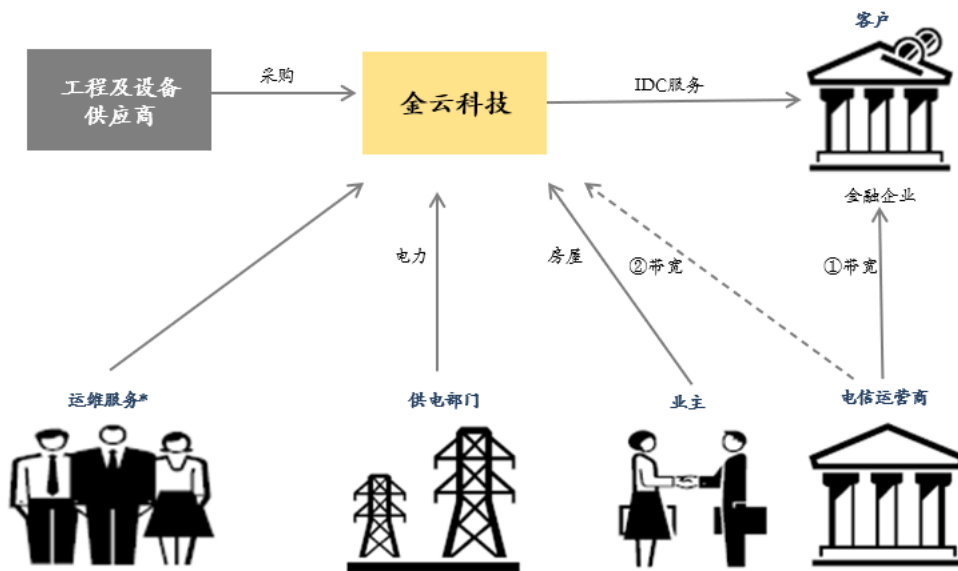 客户
工程及设备
供应商
采购
金云科技
IDC服务
金融企业
电力
房屋
②带宽
①带宽
运维服务*
供电部门
业主
电信运营商